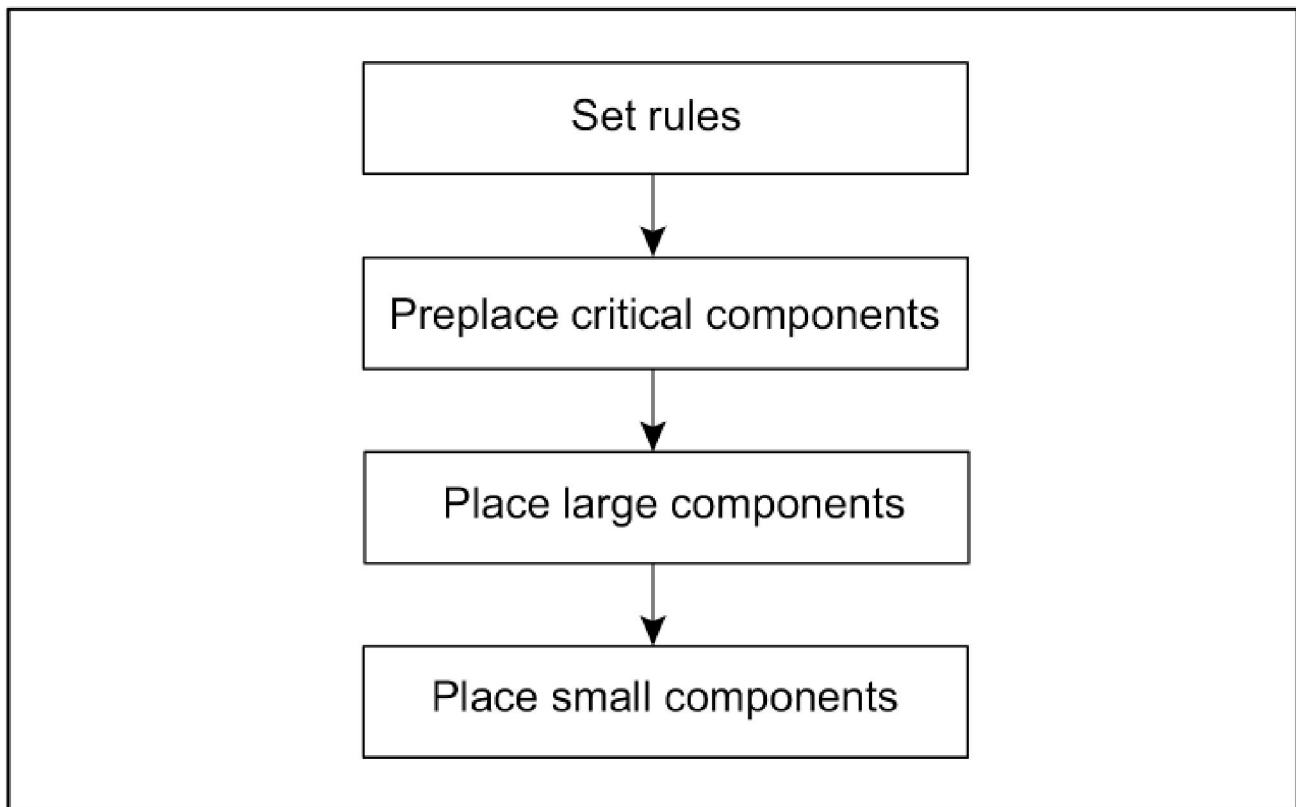 Set rules
Preplace critical components
Place large components
Place small components